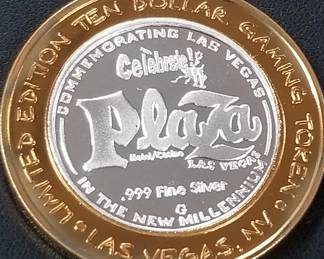 LIMITED EDITION TEN DOLLAR GAMING TOKEN
LAS VEGAS, NV
COMMEMORATING LAS VEGAS
Celebrate!
Plaza
Hotel/Casino
LAS VEGAS
.999 Fine Silver
G
IN THE NEW MILLENNIUM